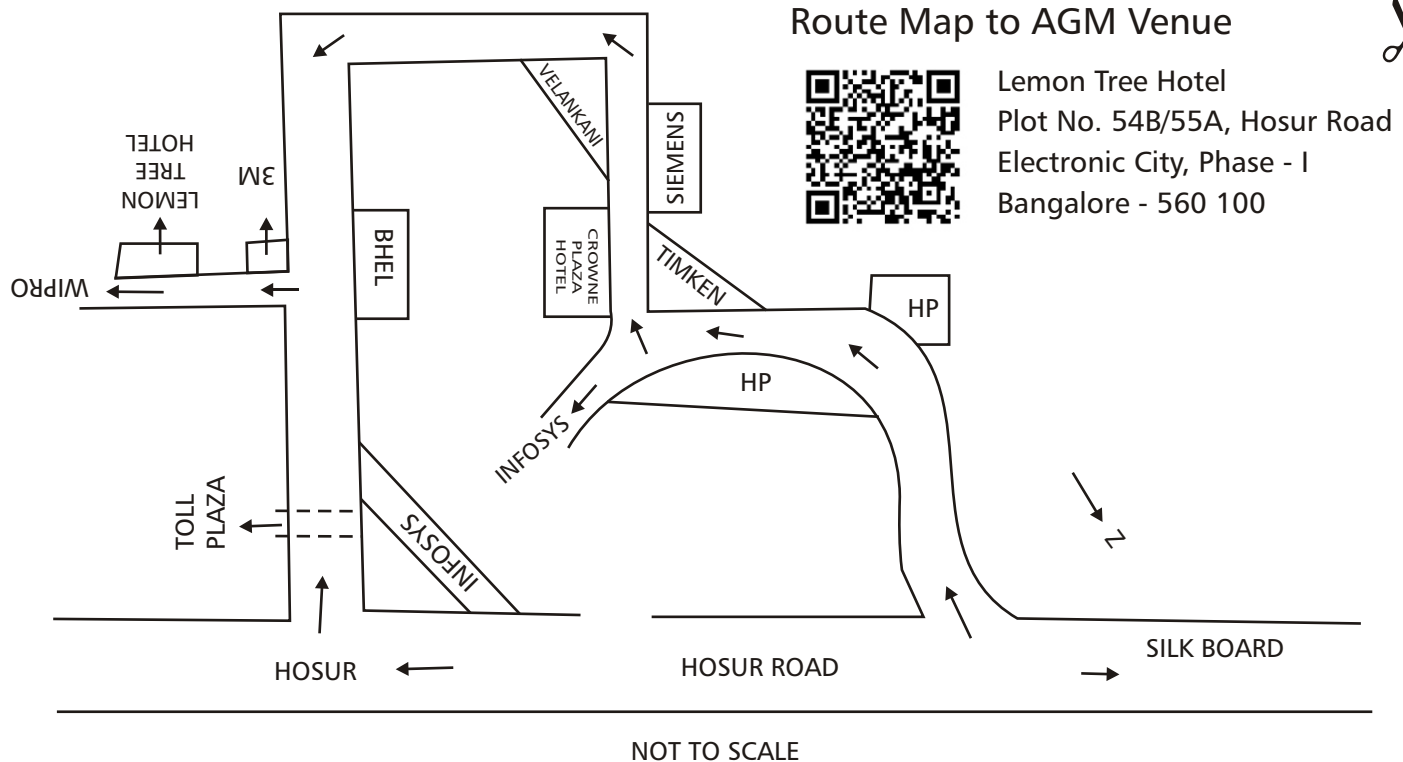 Route Map to AGM Venue
Lemon Tree Hotel
Plot No. 54B/55A, Hosur Road
Electronic City, Phase - I
Bangalore - 560 100
VELANKANI
SIEMENS
LEMON
TREE
HOTEL
3M
WIPRO
BHEL
CROWNE
PLAZA
HOTEL
TIMKEN
HP
HP
INFOSYS
TOLL
PLAZA
INFOSYS
N
HOSUR
HOSUR ROAD
SILK BOARD
NOT TO SCALE